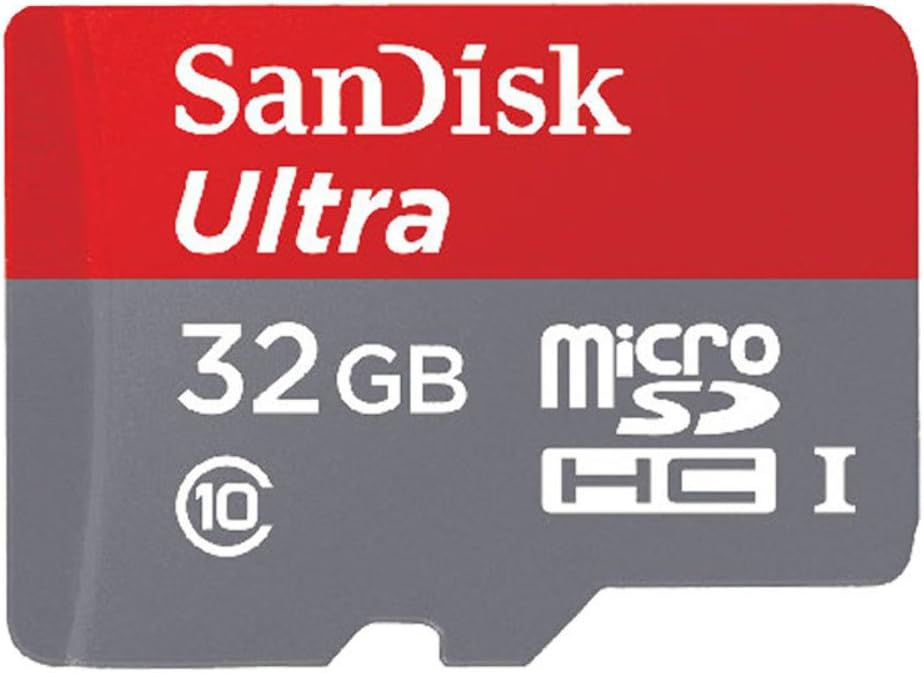 SanDisk
Ultra
32GB
micro
SD
HC I
10